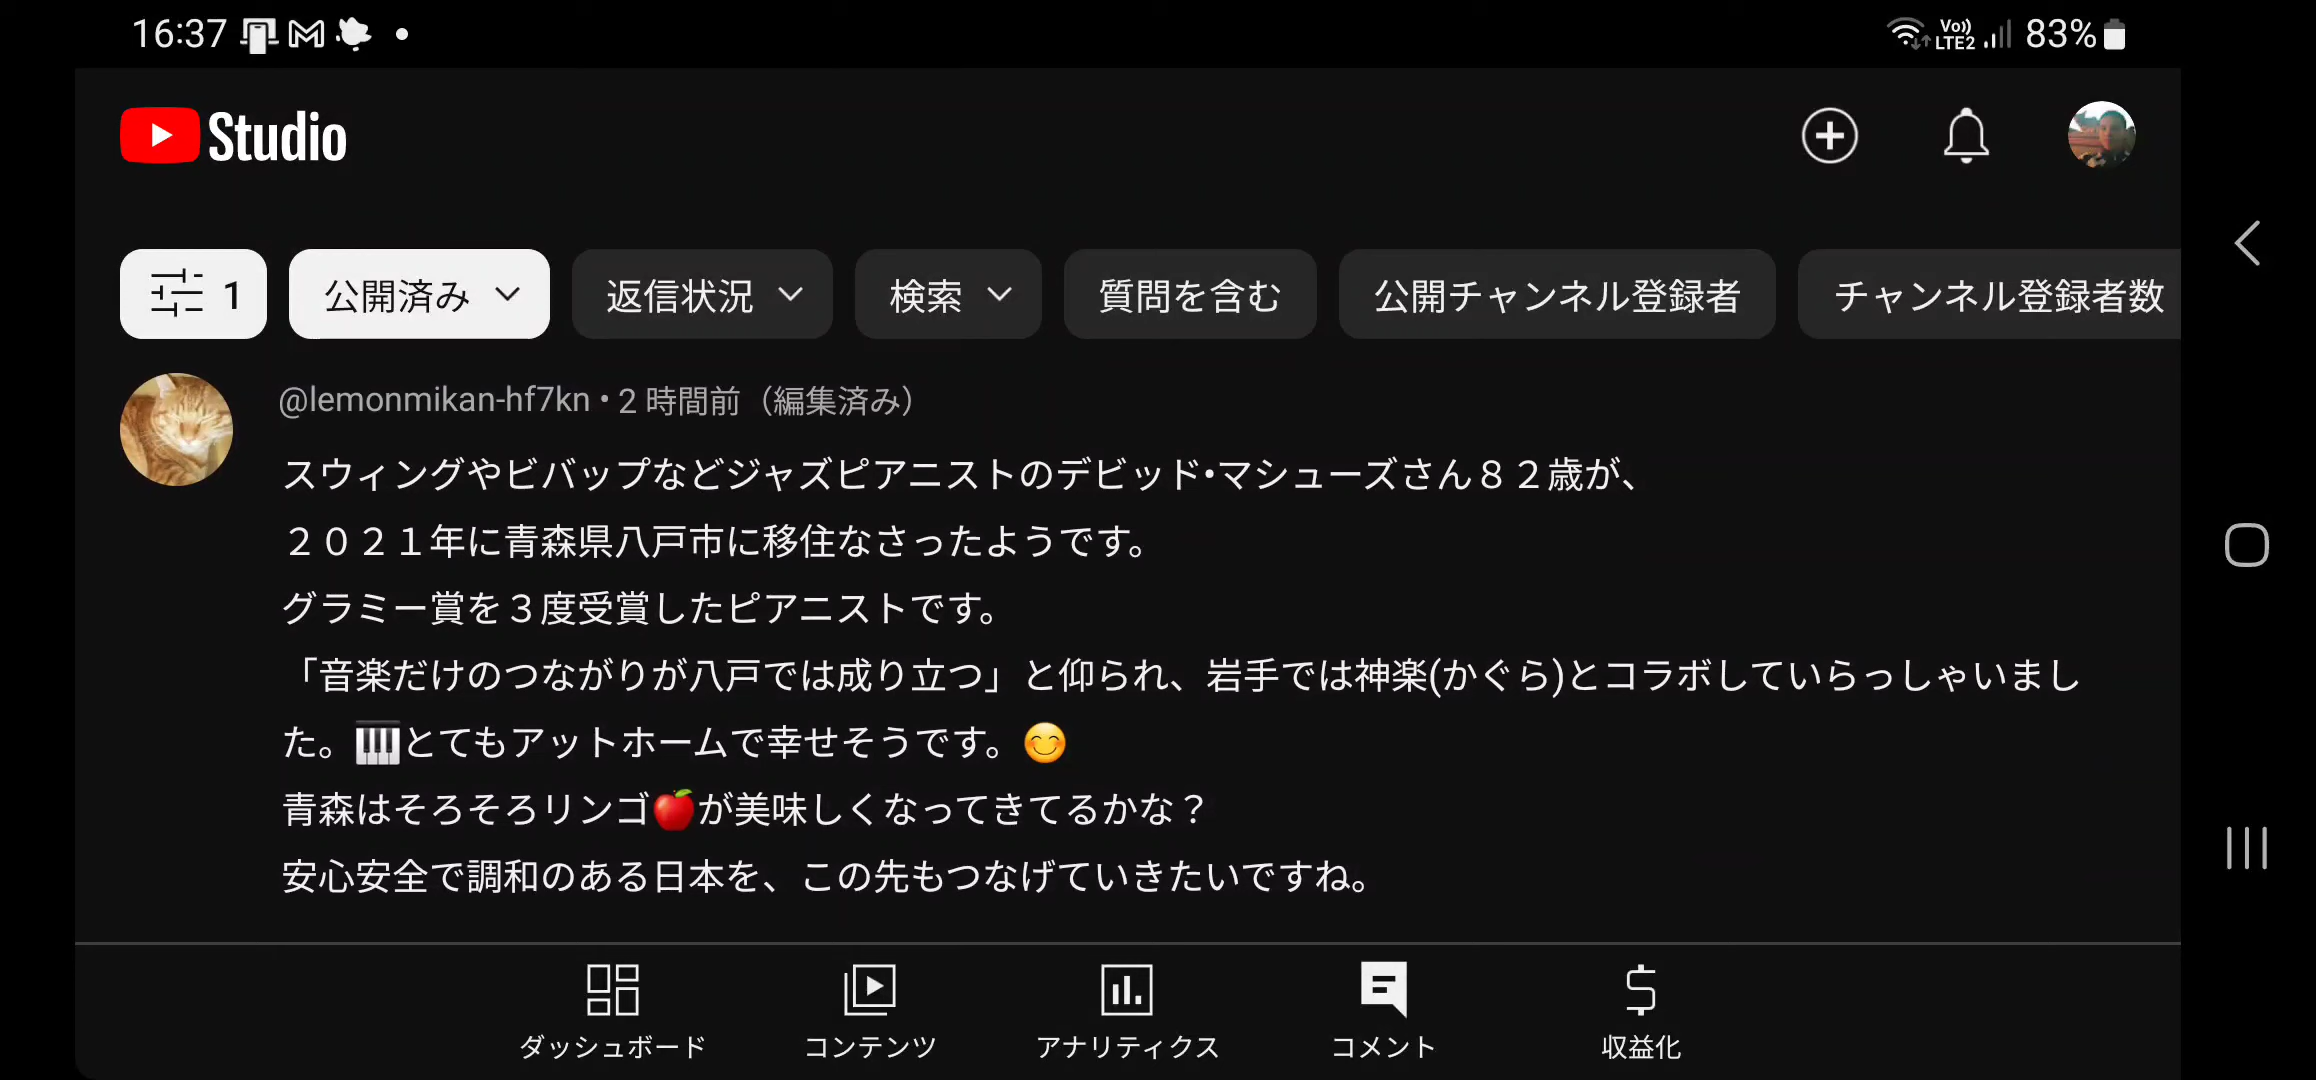 16:37
Vo)) LTE2 83%
Studio
1 公開済み 返信状況 検索 質問を含む 公開チャンネル登録者 チャンネル登録者数
@lemonmikan-hf7kn • 2 時間前（編集済み）
スウィングやビバップなどジャズピアニストのデビッド•マシューズさん８２歳が、
２０２１年に青森県八戸市に移住なさったようです。
グラミー賞を３度受賞したピアニストです。
「音楽だけのつながりが八戸では成り立つ」と仰られ、岩手では神楽(かぐら)とコラボしていらっしゃいまし
た。🎹とてもアットホームで幸せそうです。😊
青森はそろそろリンゴ🍎が美味しくなってきてるかな？
安心安全で調和のある日本を、この先もつなげていきたいですね。
ダッシュボード コンテンツ アナリティクス コメント 収益化